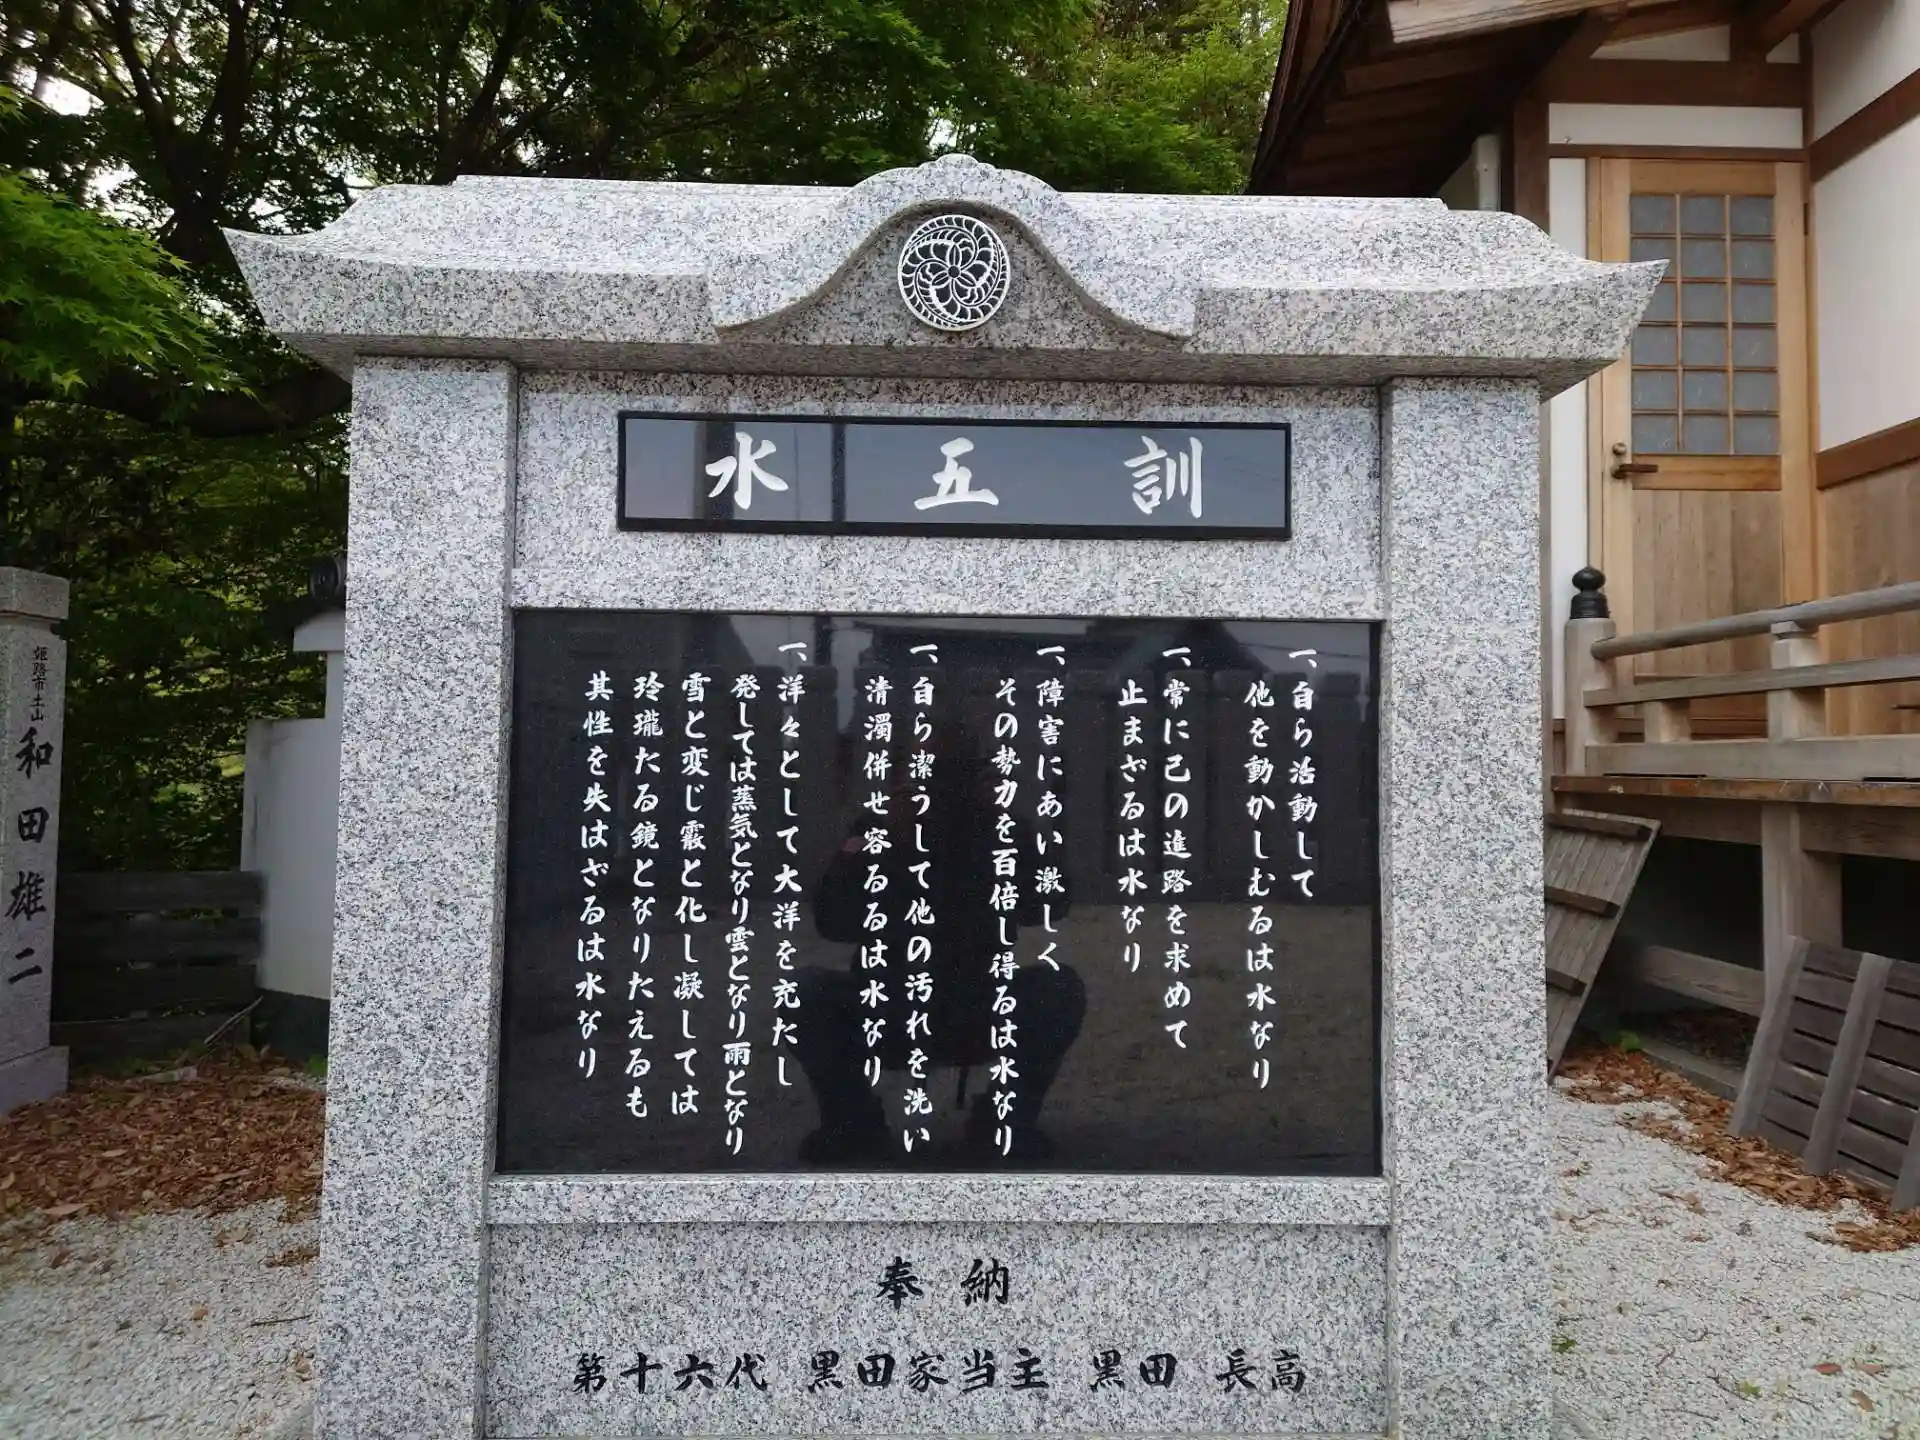 水五訓
一、自ら活動して
他を動かしむるは水なり
一、常に己の進路を求めて
止まざるは水なり
一、障害にあい激しく
その勢力を百倍し得るは水なり
一、自ら潔うして他の汚れを洗い
清濁併せ容るるは水なり
一、洋々として大洋を充たし
発しては蒸気となり雲となり雨となり
雪と変じ霰と化し凝しては
玲瓏たる鏡となりたえるも
其性を失はざるは水なり
奉納
第十六代 黒田家当主 黒田 長高
姫路市土山
和田雄二